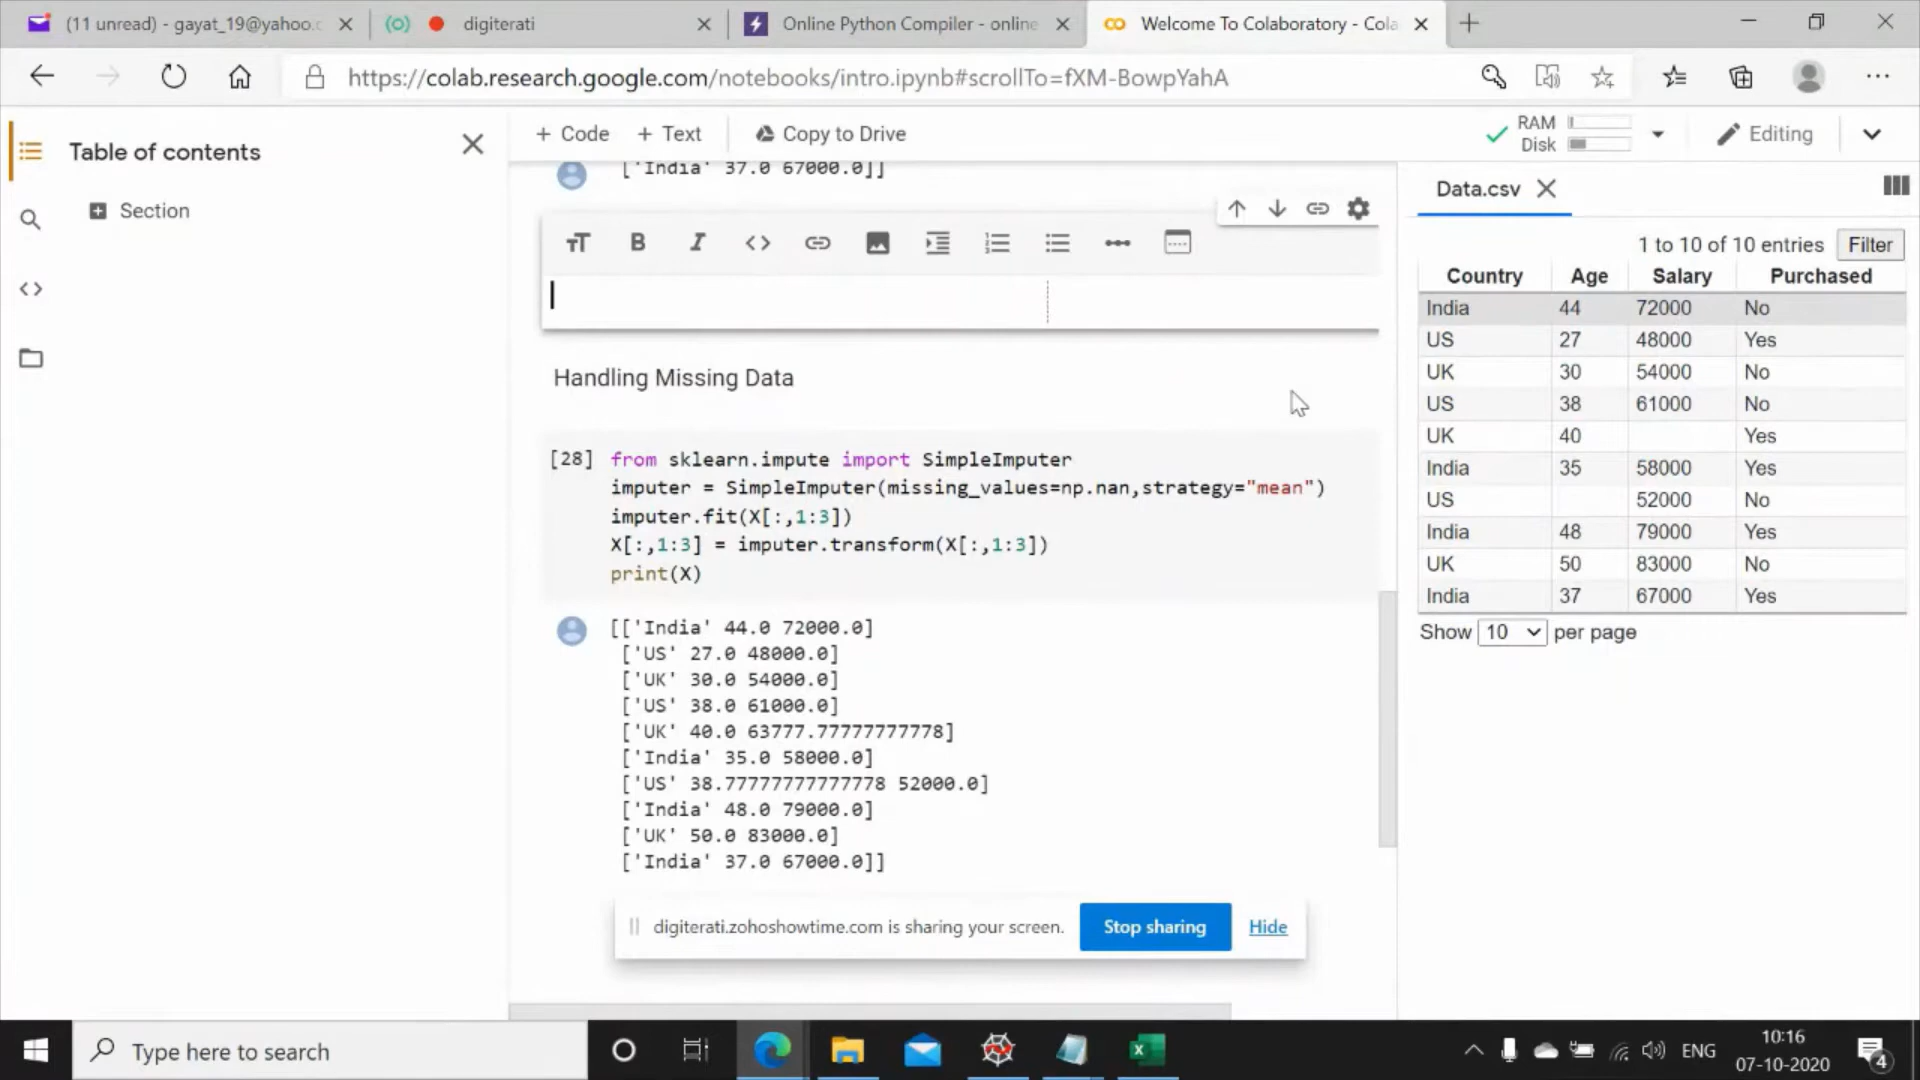 (11 unread) - gayat_19@yahoo.c
digiterati
Online Python Compiler - online
Welcome To Colaboratory - Cola
https://colab.research.google.com/notebooks/intro.ipynb#scrollTo=fXM-BowpYahA
Table of contents
Section
+ Code + Text Copy to Drive
RAM
Disk
Editing
['India' 37.0 67000.0]]
Handling Missing Data
[28] from sklearn.impute import SimpleImputer
imputer = SimpleImputer(missing_values=np.nan,strategy="mean")
imputer.fit(X[:,1:3])
X[:,1:3] = imputer.transform(X[:,1:3])
print(X)
[['India' 44.0 72000.0]
['US' 27.0 48000.0]
['UK' 30.0 54000.0]
['US' 38.0 61000.0]
['UK' 40.0 63777.77777777778]
['India' 35.0 58000.0]
['US' 38.77777777777778 52000.0]
['India' 48.0 79000.0]
['UK' 50.0 83000.0]
['India' 37.0 67000.0]]
digiterati.zohoshowtime.com is sharing your screen. Stop sharing Hide
Data.csv
1 to 10 of 10 entries Filter
Country Age Salary Purchased
India 44 72000 No
US 27 48000 Yes
UK 30 54000 No
US 38 61000 No
UK 40 Yes
India 35 58000 Yes
US 52000 No
India 48 79000 Yes
UK 50 83000 No
India 37 67000 Yes
Show 10 per page
Type here to search
ENG
10:16
07-10-2020
4